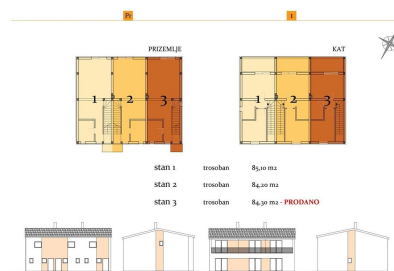 Pr
I
PRIZEMLJE
KAT
1 2 3
1 2 3
stan 1 trosoban 85,10 m2
stan 2 trosoban 84,20 m2
stan 3 trosoban 84,30 m2 - PRODANO